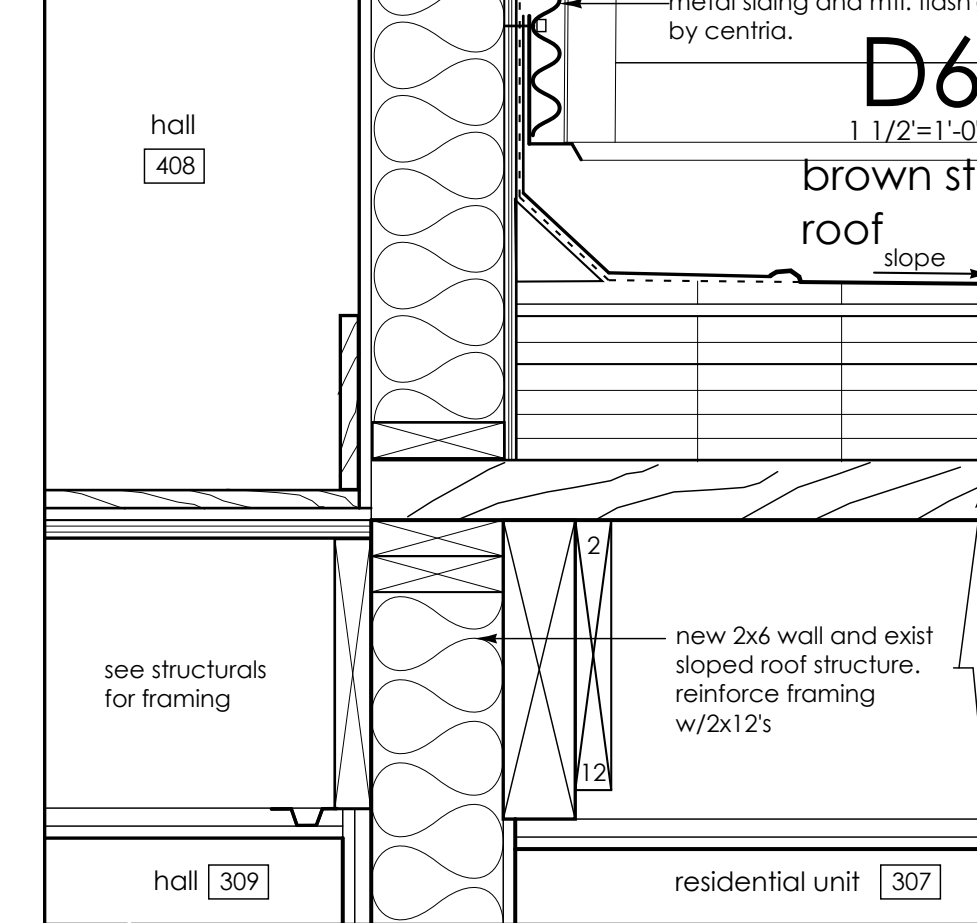 metal siding and mtl. flash
by centria.
D6
1 1/2'=1'-0
brown st
roof
slope
hall
408
2
12
new 2x6 wall and exist
sloped roof structure.
reinforce framing
w/2x12's
see structurals
for framing
hall 309
residential unit 307